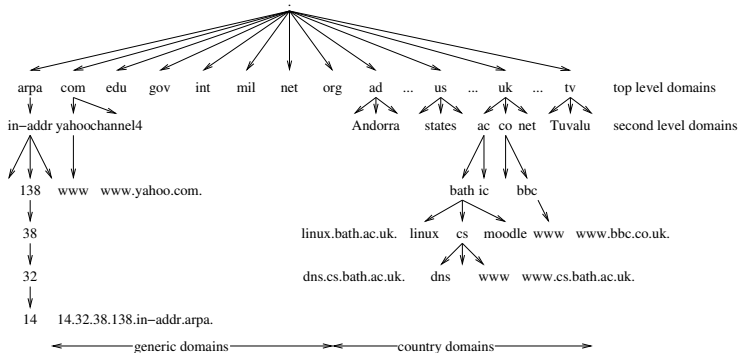 .
arpa com edu gov int mil net org ad ... us ... uk ... tv top level domains
in−addr yahoo channel4 Andorra states ac co net Tuvalu second level domains
138 www www.yahoo.com. bath ic bbc
38 linux.bath.ac.uk. linux cs moodle www www.bbc.co.uk.
32 dns.cs.bath.ac.uk. dns www www.cs.bath.ac.uk.
14 14.32.38.138.in−addr.arpa.
generic domains country domains